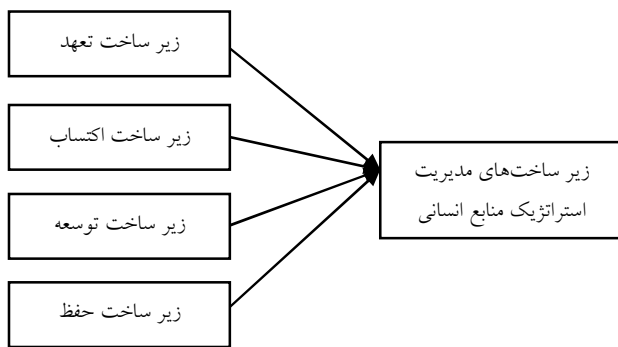 زیر ساخت تعهد
زیر ساخت اکتساب
زیر ساخت‌های مدیریت
استراتژیک منابع انسانی
زیر ساخت توسعه
زیر ساخت حفظ